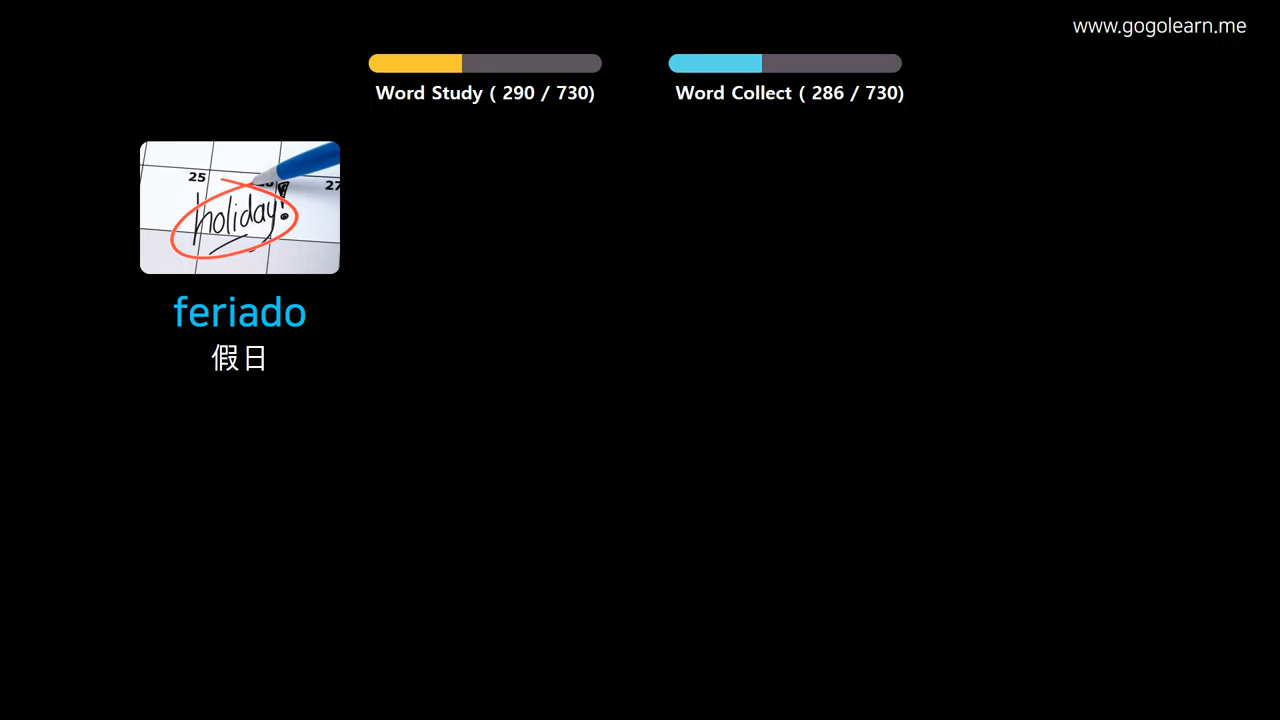 www.gogolearn.me
Word Study ( 290 / 730)
Word Collect ( 286 / 730)
25
27
holiday!
feriado
假日